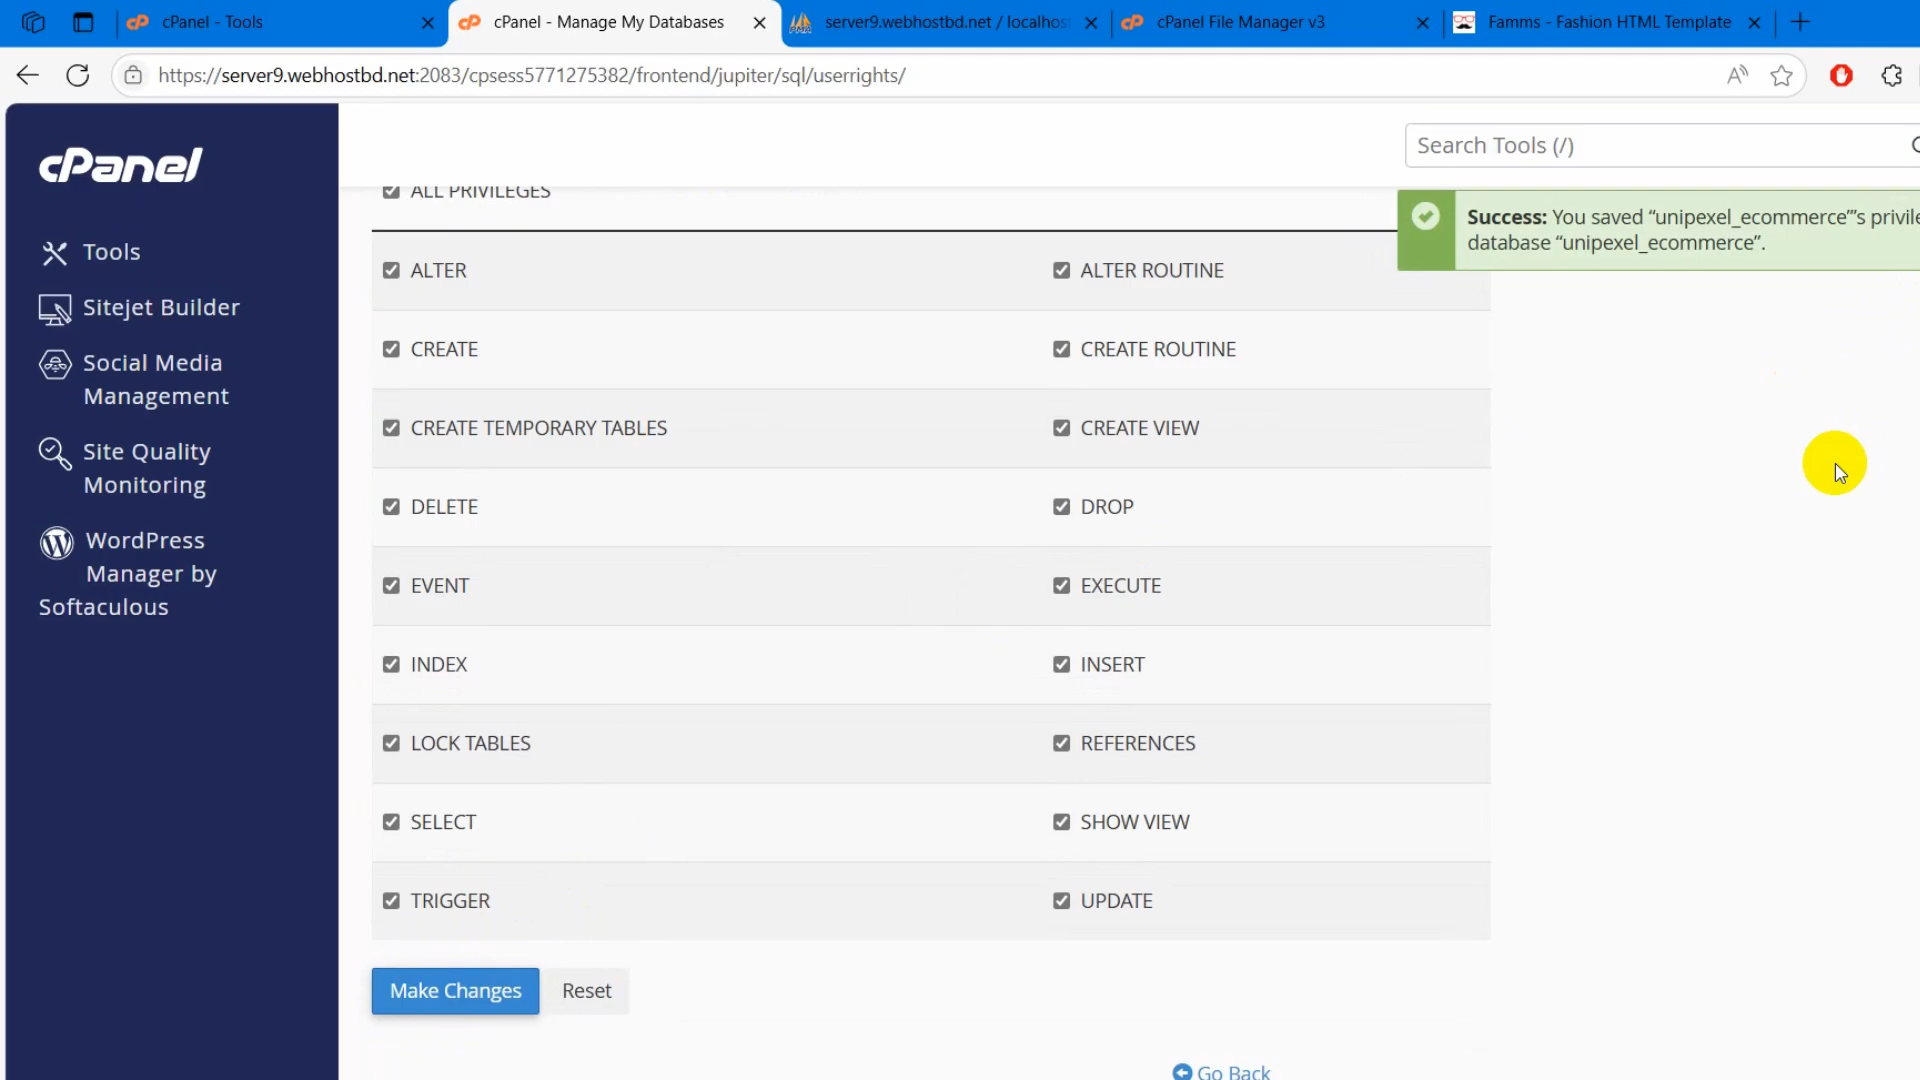 cPanel - Tools
cPanel - Manage My Databases
server9.webhostbd.net / localhost
cPanel File Manager v3
Famms - Fashion HTML Template
https://server9.webhostbd.net:2083/cpsess5771275382/frontend/jupiter/sql/userrights/
cPanel
Search Tools (/)
Tools
Sitejet Builder
Social Media
Management
Site Quality
Monitoring
WordPress
Manager by
Softaculous
Success: You saved “unipexel_ecommerce”'s privile
database “unipexel_ecommerce”.
ALL PRIVILEGES
ALTER
ALTER ROUTINE
CREATE
CREATE ROUTINE
CREATE TEMPORARY TABLES
CREATE VIEW
DELETE
DROP
EVENT
EXECUTE
INDEX
INSERT
LOCK TABLES
REFERENCES
SELECT
SHOW VIEW
TRIGGER
UPDATE
Make Changes
Reset
Go Back